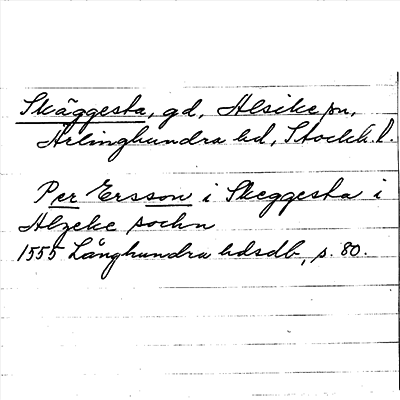 Skäggesta, gd, Alsike sn,
Ärlinghundra hd, Stockh. l.
Per Ersson i Skeggesta i
Alzeke sochn
1555 Långhundra hdsdb, s. 80.